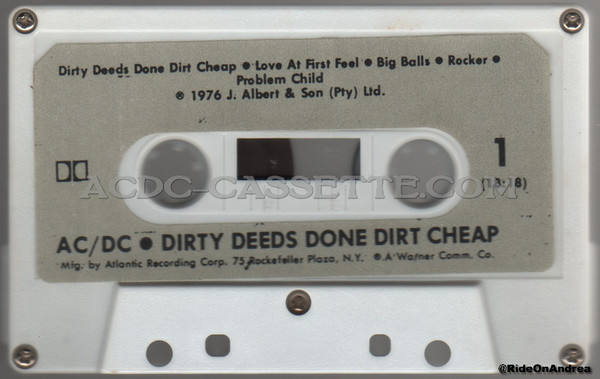 Dirty Deeds Done Dirt Cheap • Love At First Feel • Big Balls • Rocker •
Problem Child
℗ 1976 J. Albert & Son (Pty) Ltd.
1
ACDC-CASSETTE.COM
(18:18)
AC/DC • DIRTY DEEDS DONE DIRT CHEAP
Mfg. by Atlantic Recording Corp. 75 Rockefeller Plaza, N.Y. ® A Warner Comm. Co.
@RideOnAndrea